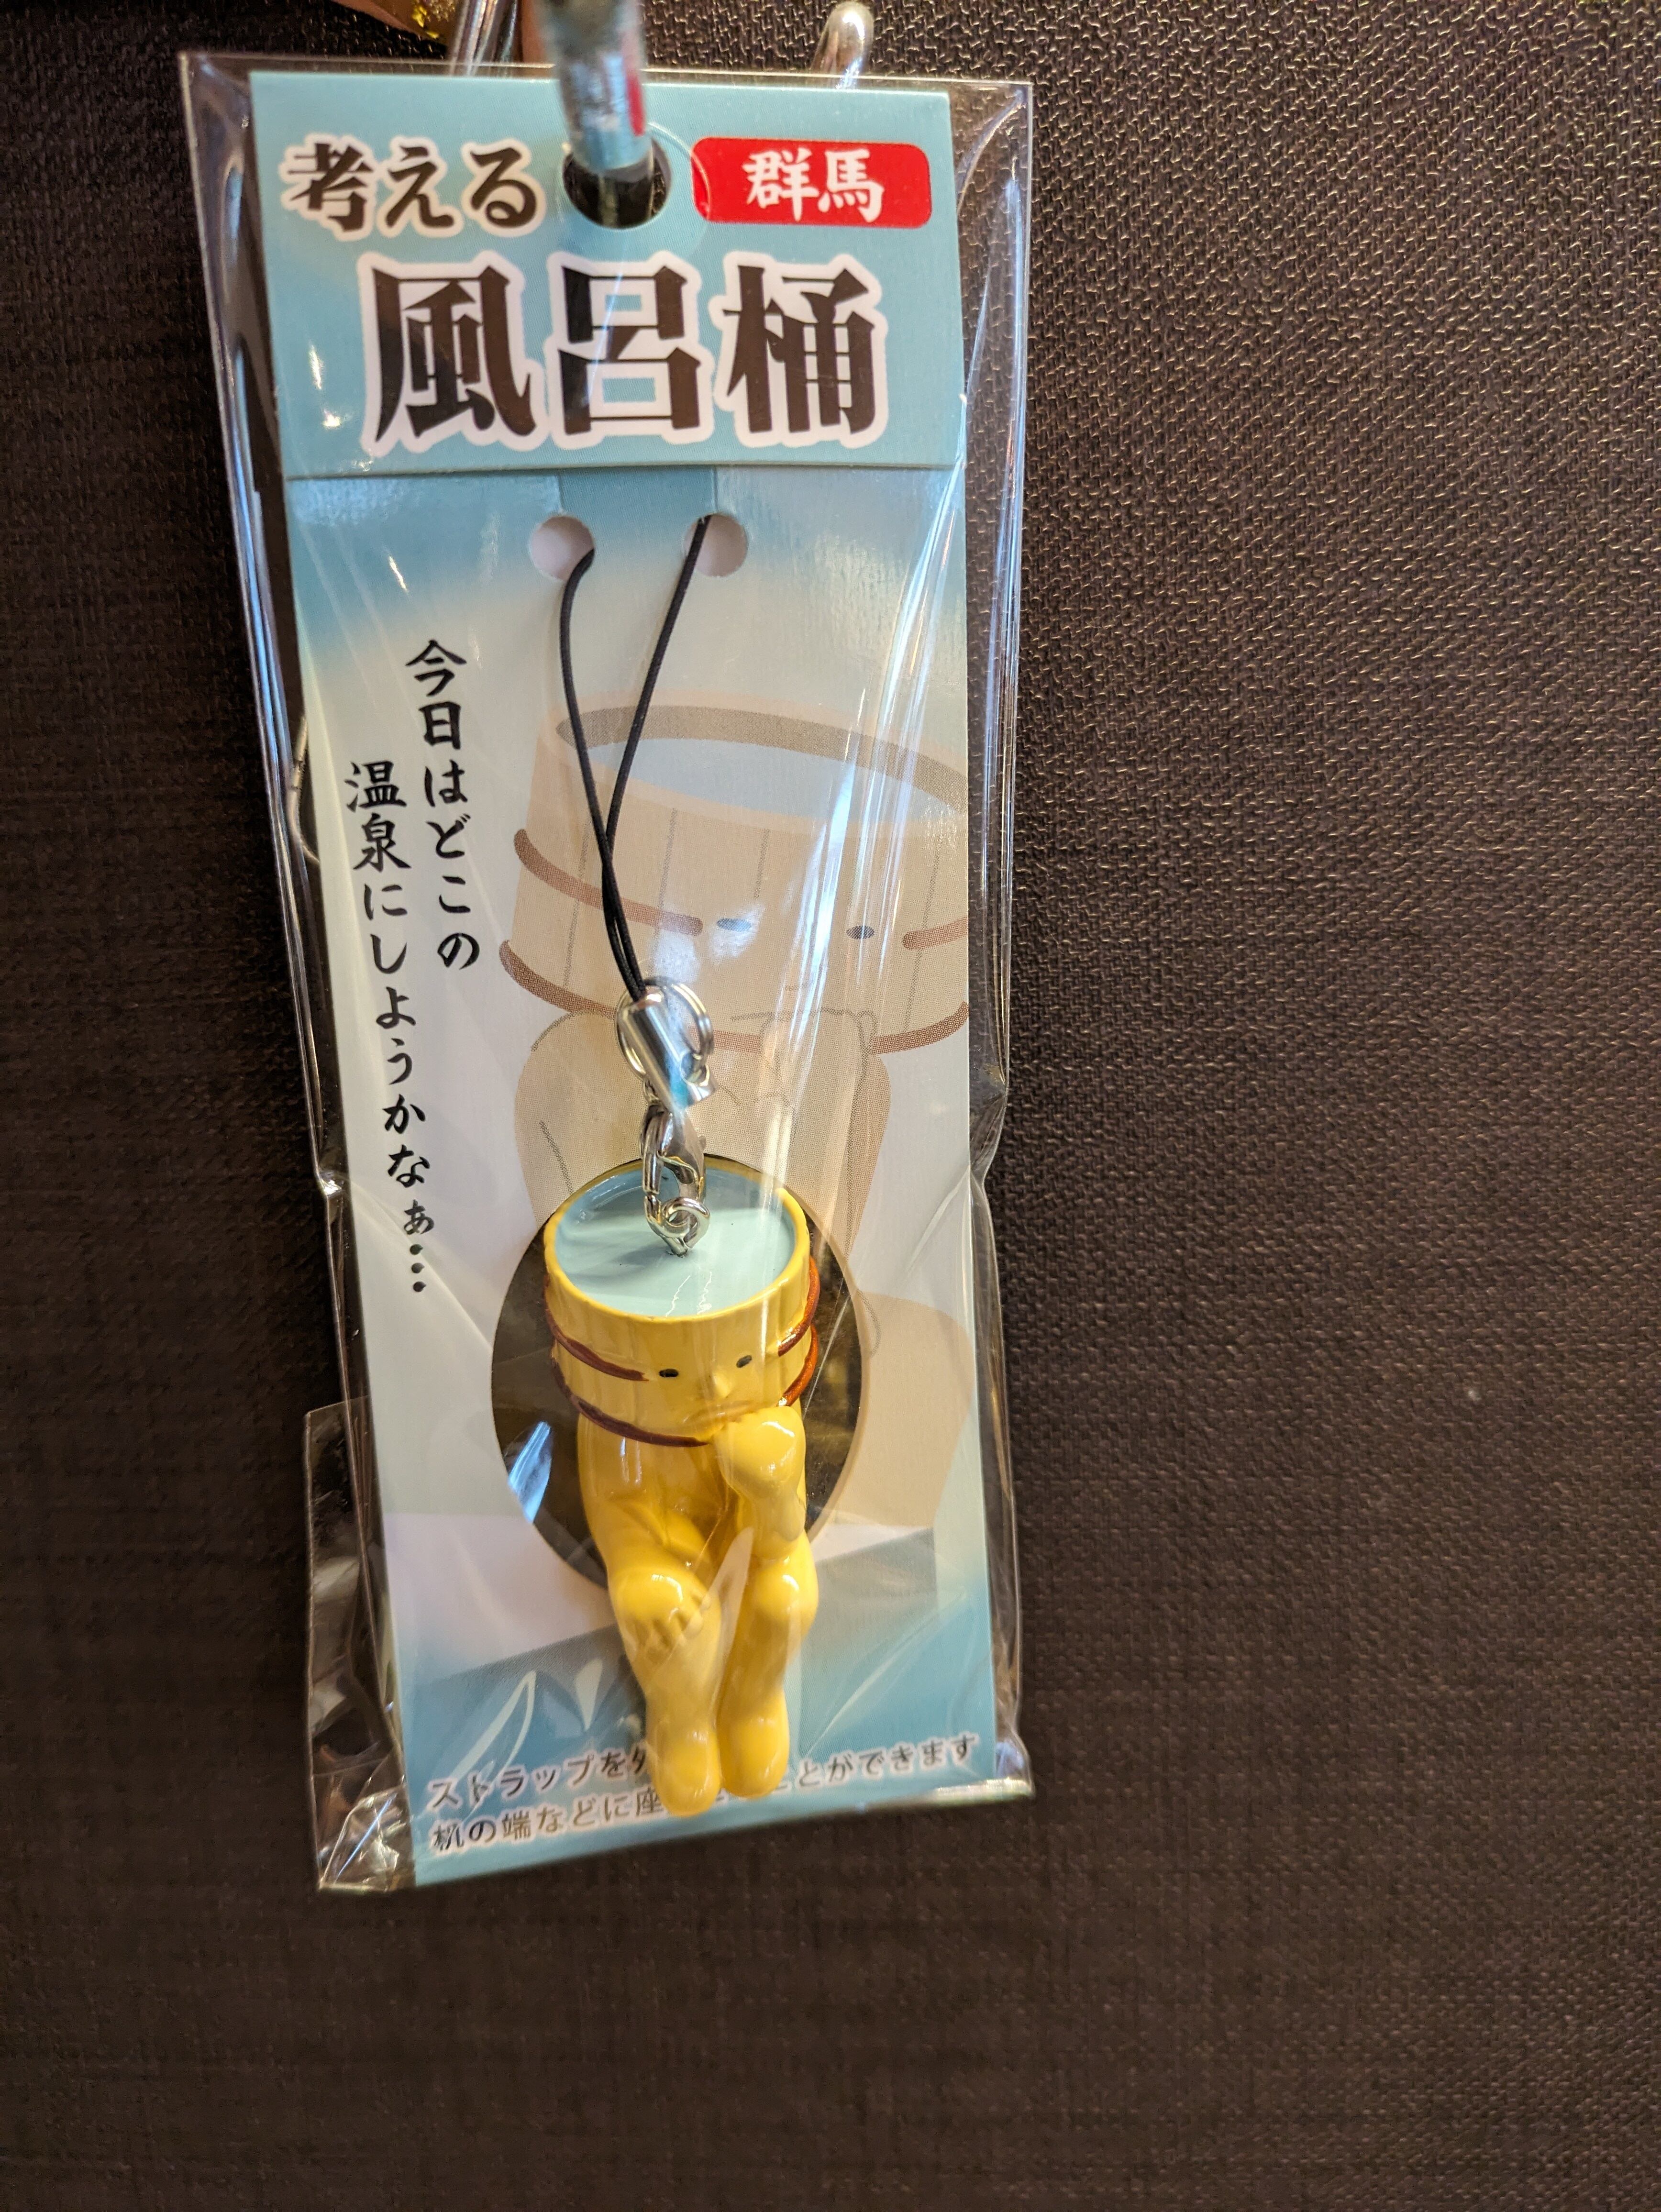 考える
群馬
風呂桶
今日はどこの
温泉にしようかなぁ…
ストラップを外 とができます
机の端などに座